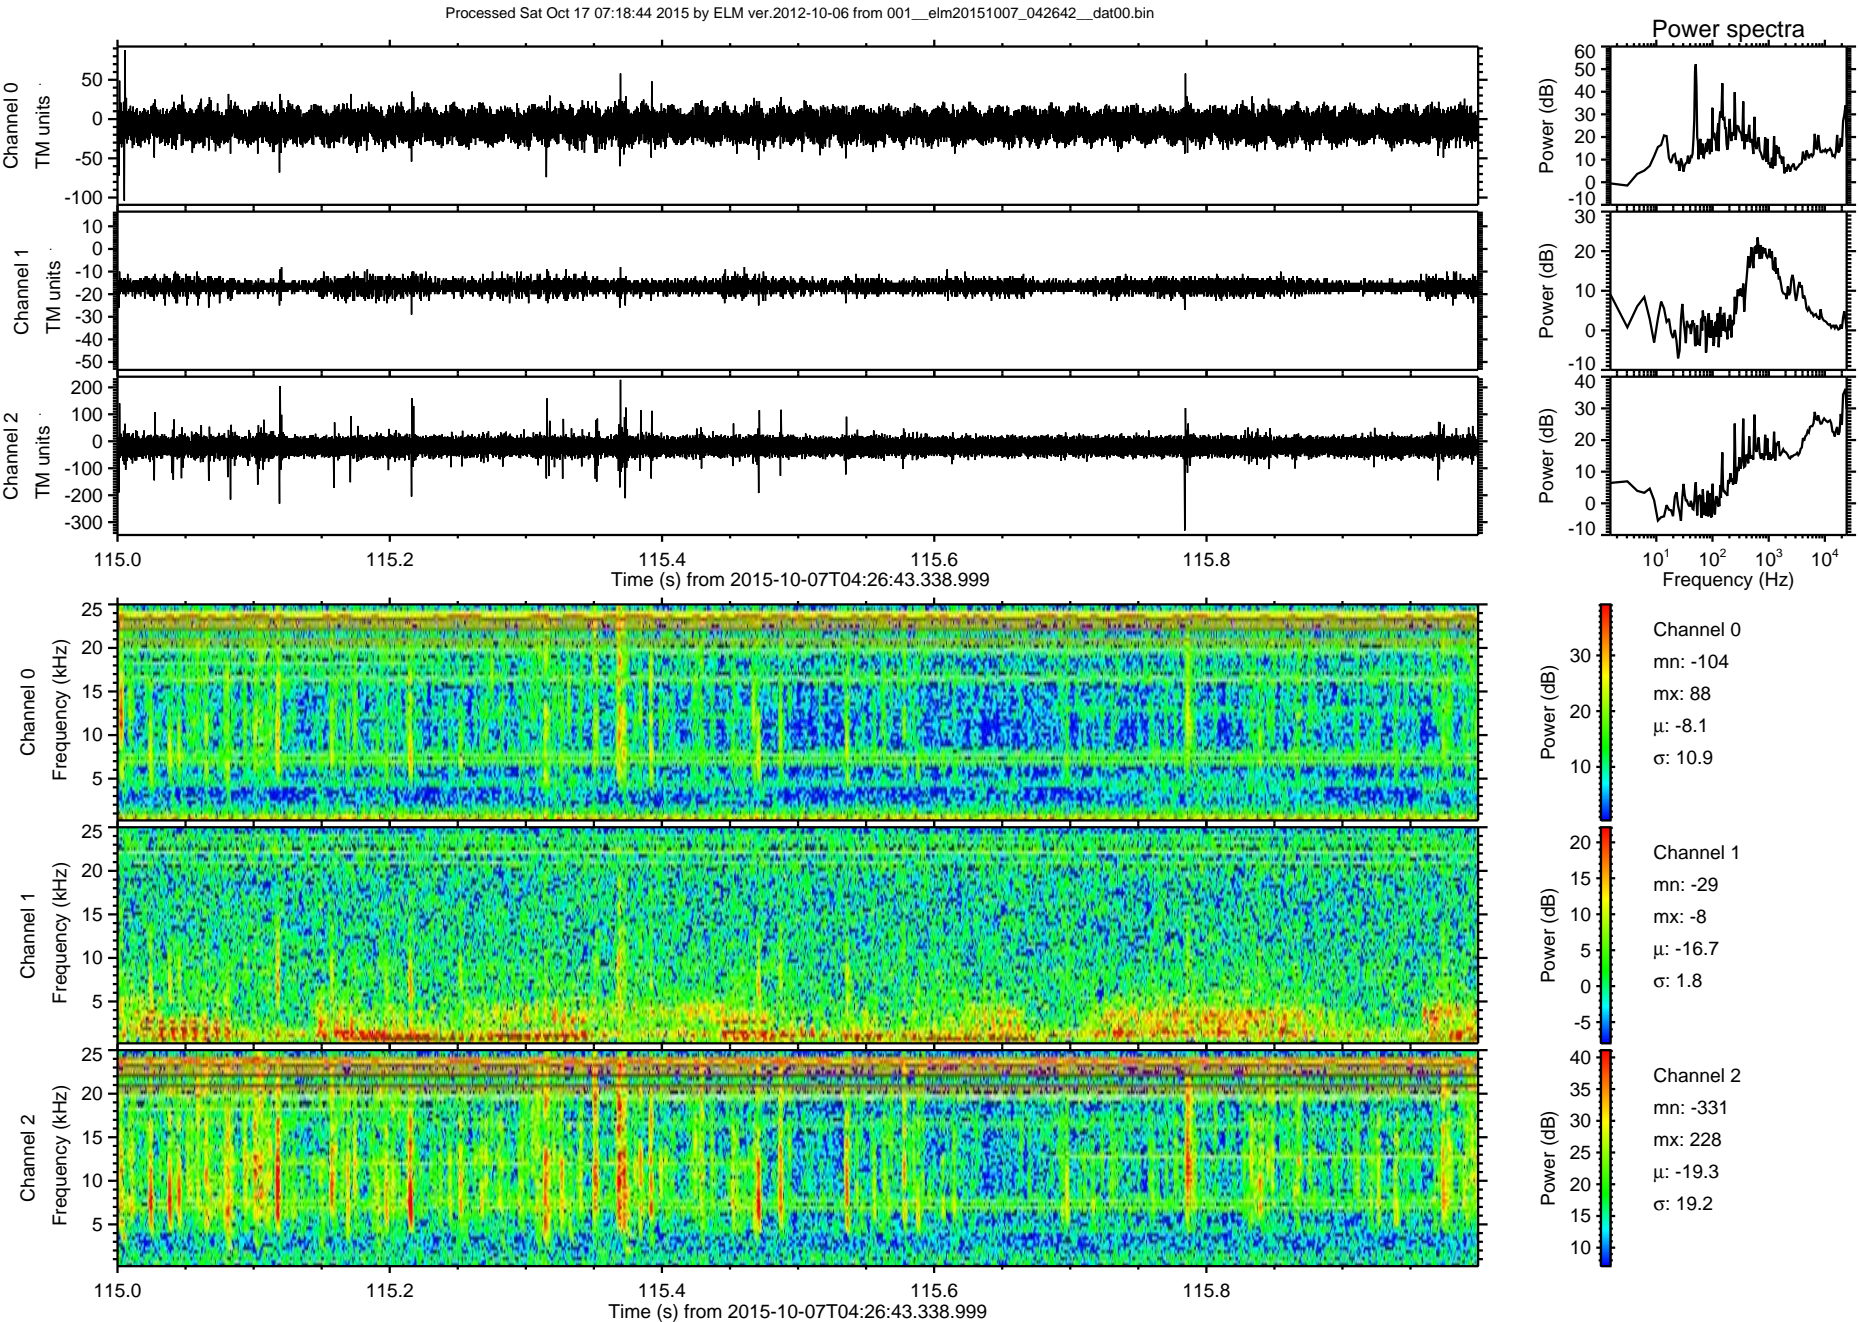 Processed Sat Oct 17 07:18:44 2015 by ELM ver.2012-10-06 from 001__elm20151007_042642__dat00.bin
Power spectra
Channel 0
TM units
50
0
-50
-100
Power (dB)
60
50
40
30
20
10
0
-10
Channel 1
TM units
10
0
-10
-20
-30
-40
-50
Power (dB)
30
20
10
0
-10
Channel 2
TM units
200
100
0
-100
-200
-300
Power (dB)
40
30
20
10
0
-10
115.0 115.2 115.4 115.6 115.8
Time (s) from 2015-10-07T04:26:43.338.999
10¹ 10² 10³ 10⁴
Frequency (Hz)
Channel 0
Frequency (kHz)
25
20
15
10
5
Power (dB)
30
20
10
Channel 0
mn: -104
mx: 88
μ: -8.1
σ: 10.9
Channel 1
Frequency (kHz)
25
20
15
10
5
Power (dB)
20
15
10
5
0
-5
Channel 1
mn: -29
mx: -8
μ: -16.7
σ: 1.8
Channel 2
Frequency (kHz)
25
20
15
10
5
Power (dB)
40
35
30
25
20
15
10
Channel 2
mn: -331
mx: 228
μ: -19.3
σ: 19.2
115.0 115.2 115.4 115.6 115.8
Time (s) from 2015-10-07T04:26:43.338.999